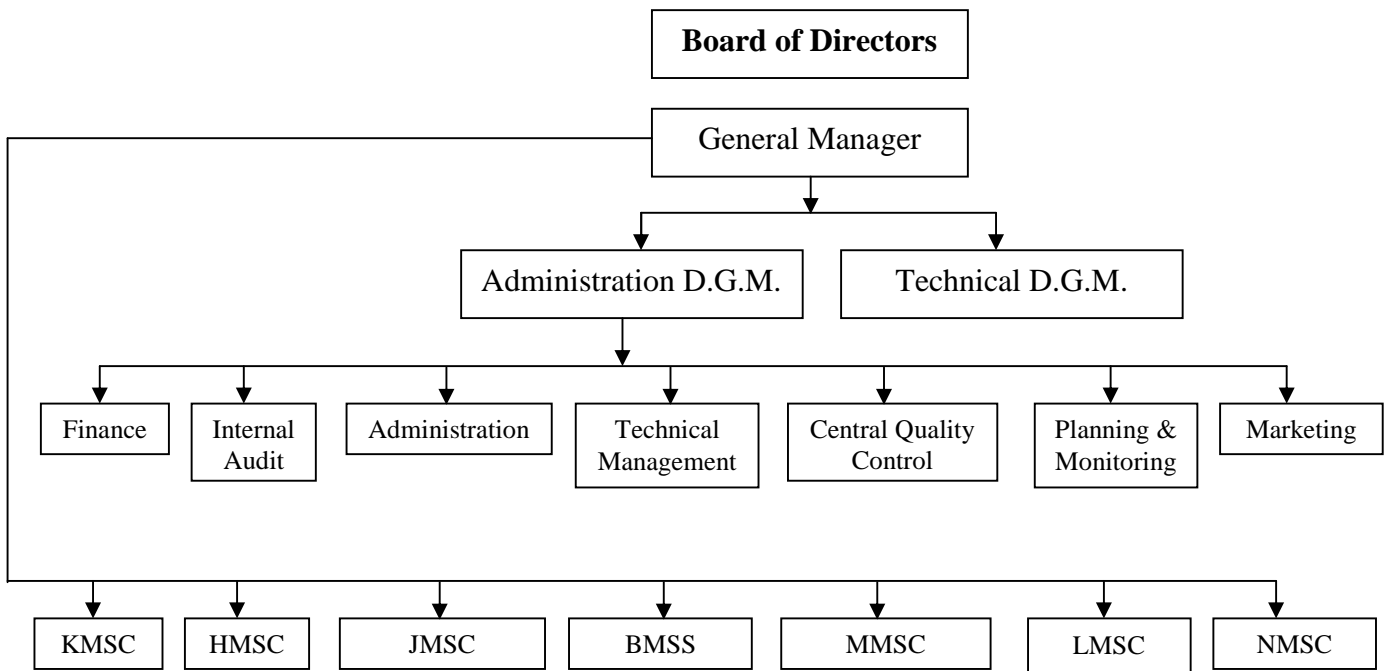 Board of Directors
General Manager
Administration D.G.M.
Technical D.G.M.
Finance
Internal
Audit
Administration
Technical
Management
Central Quality
Control
Planning &
Monitoring
Marketing
KMSC
HMSC
JMSC
BMSS
MMSC
LMSC
NMSC